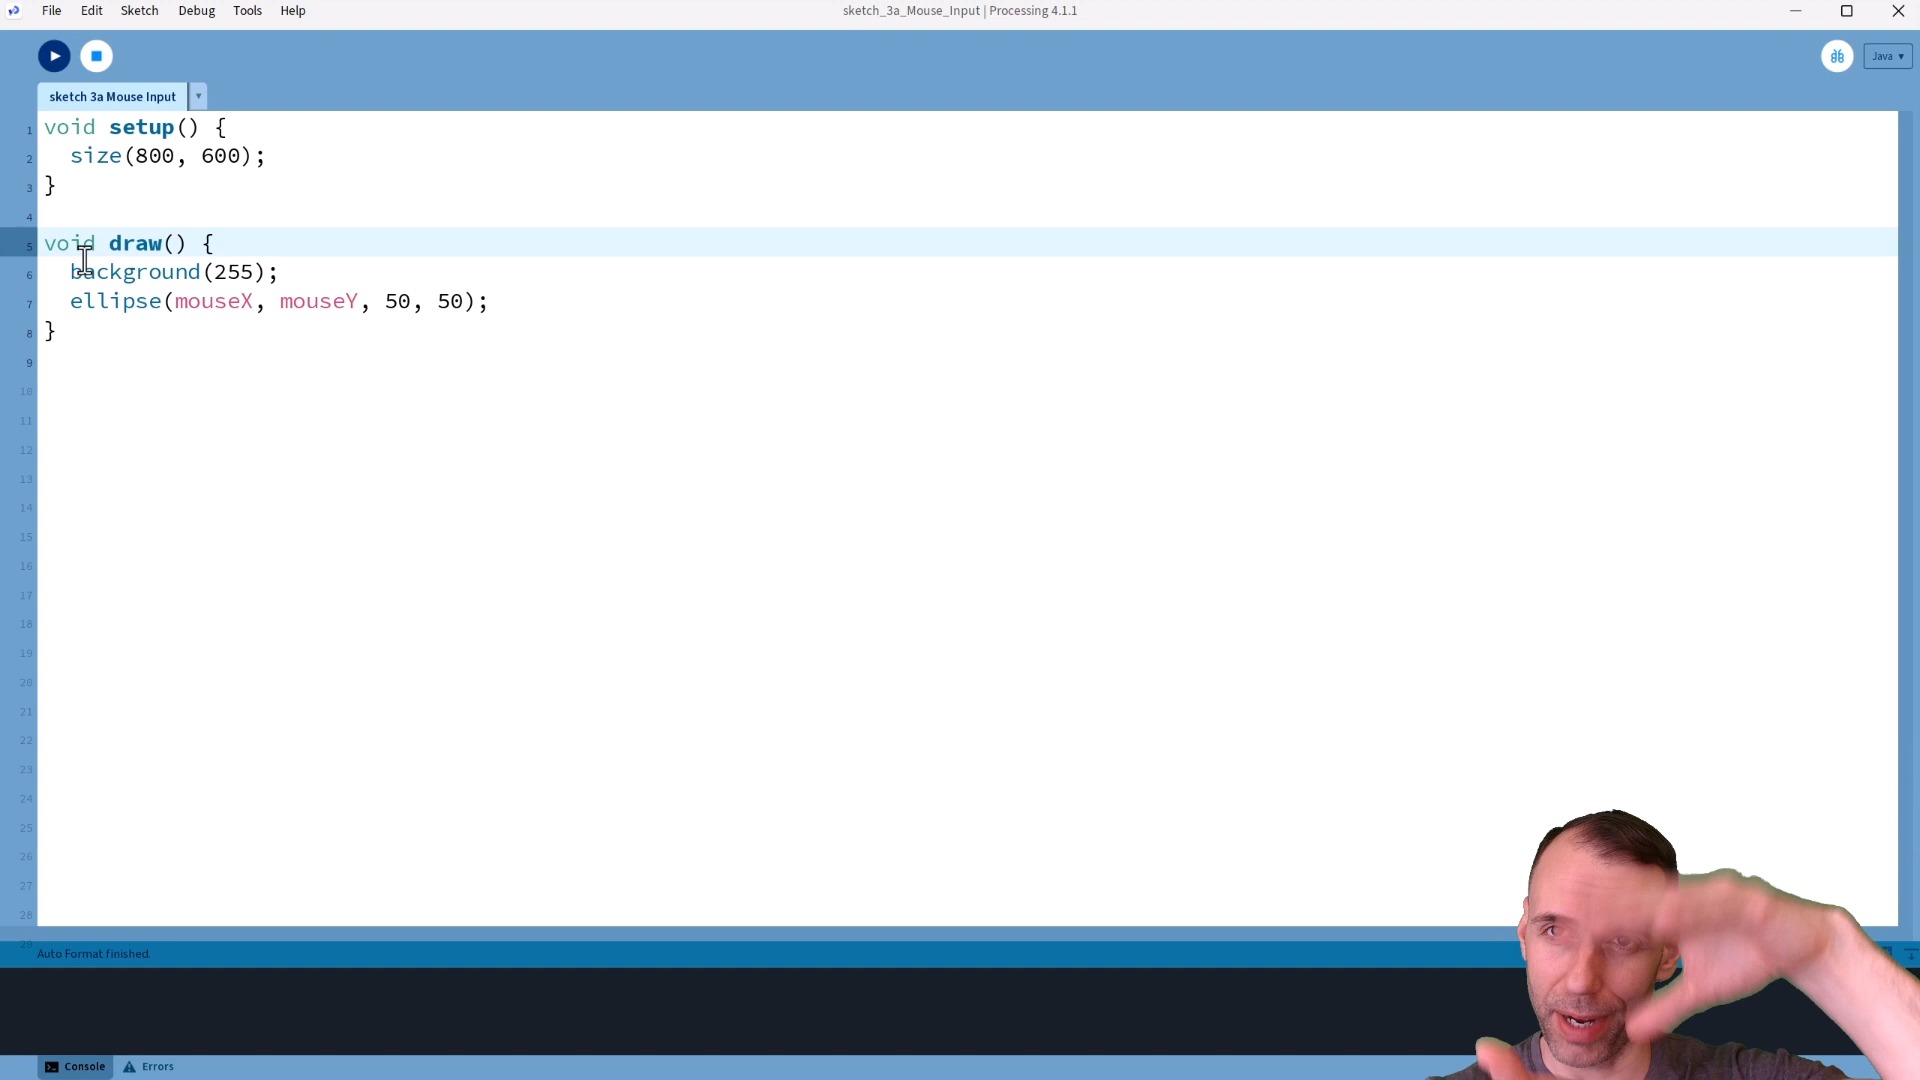 File Edit Sketch Debug Tools Help
sketch_3a_Mouse_Input | Processing 4.1.1
Java ▾
sketch 3a Mouse Input ▾
1 void setup() {
2 size(800, 600);
3 }
4
5 void draw() {
6 background(255);
7 ellipse(mouseX, mouseY, 50, 50);
8 }
9
10
11
12
13
14
15
16
17
18
19
20
21
22
23
24
25
26
27
28
29
Auto Format finished.
Console Errors